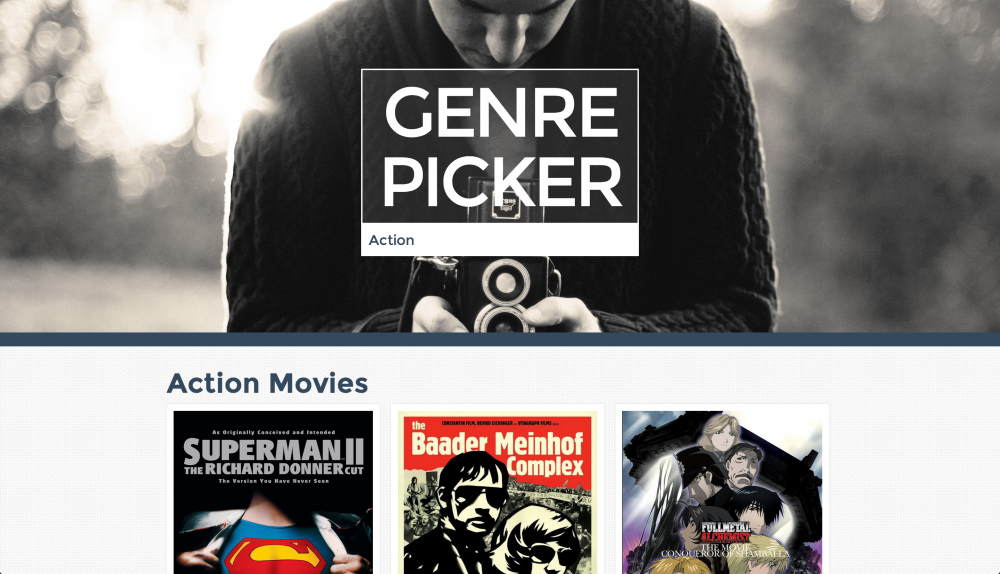 GENRE
PICKER
Action
Action Movies
As Originally Conceived and Intended
SUPERMAN II
THE RICHARD DONNER CUT
The Version You Have Never Seen
CONSTANTIN FILM, BERND EICHINGER
the
Baader Meinhof
Complex
FULLMETAL
ALCHEMIST
THE MOVIE
CONQUEROR OF SHAMBALLA